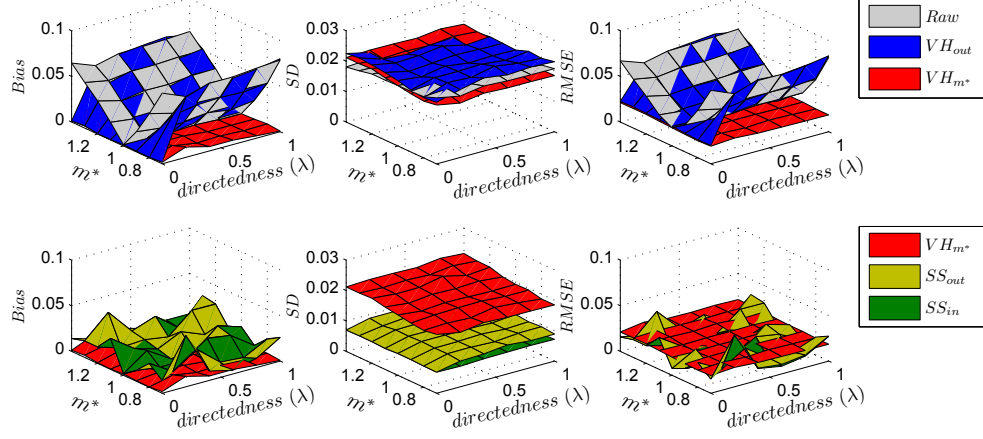 0.1
0.05
0
Bias
1.2
1
0.8
m*
0
0.5
1
directedness (λ)
0.03
0.02
0.01
0
SD
1.2
1
0.8
m*
0
0.5
1
directedness (λ)
0.1
0.05
0
RMSE
1.2
1
0.8
m*
0
0.5
1
directedness (λ)
Raw
VH_out
VH_m*
0.1
0.05
0
Bias
1.2
1
0.8
m*
0
0.5
1
directedness (λ)
0.03
0.02
0.01
0
SD
1.2
1
0.8
m*
0
0.5
1
directedness (λ)
0.1
0.05
0
RMSE
1.2
1
0.8
m*
0
0.5
1
directedness (λ)
VH_m*
SS_out
SS_in